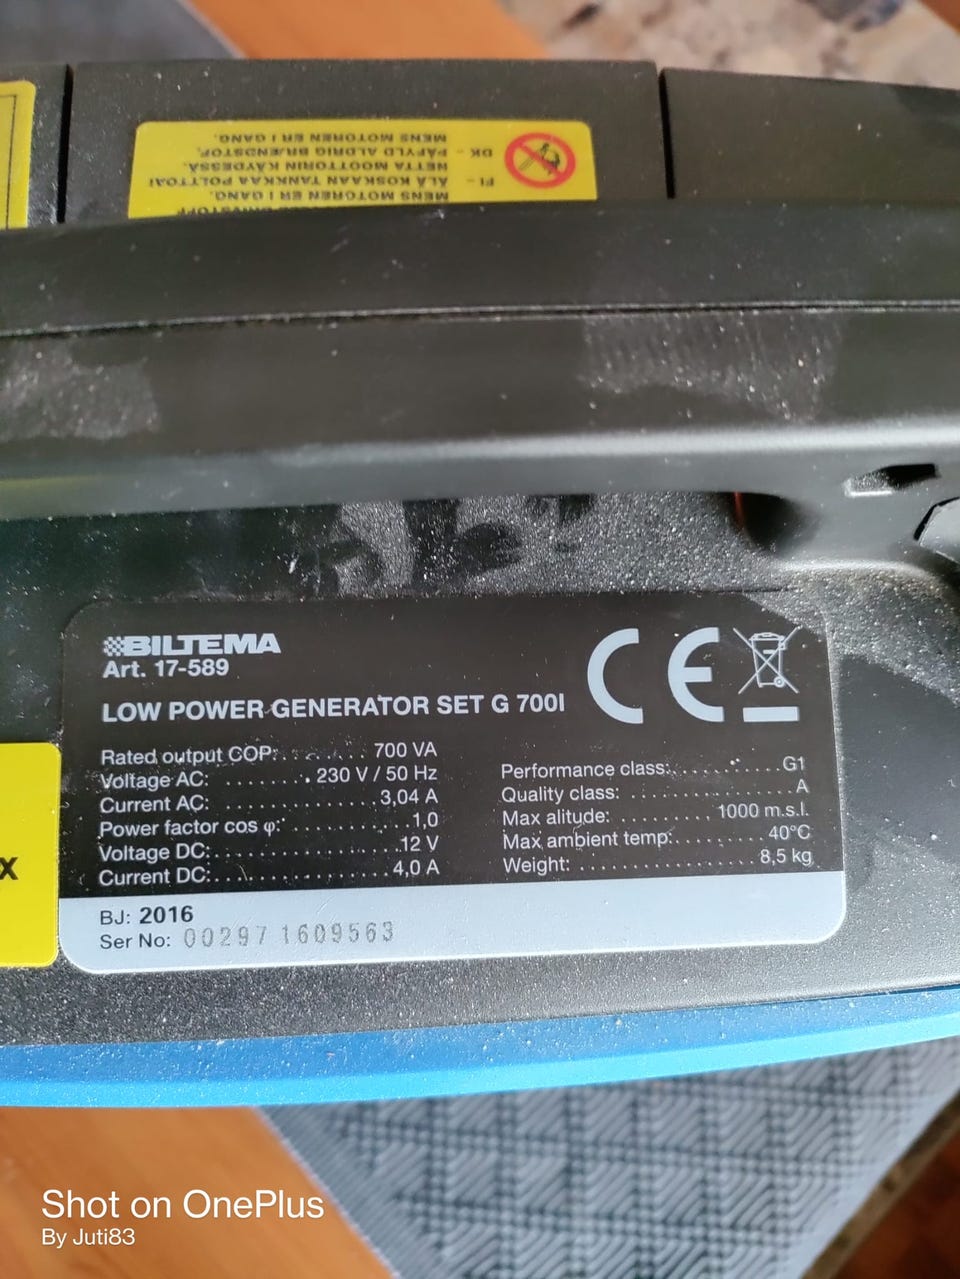 MENS MOTOREN ER I GANG.
FI - ÄLÄ KOSKAAN TANKKAA POLTTOAI
NETTA MOOTTORIN KÄYDESSÄ.
DK - PÅFYLD ALDRIG BRÆNDSTOF,
MENS MOTOREN ER I GANG.
BILTEMA
Art. 17-589
LOW POWER GENERATOR SET G 700I
CE
Rated output COP: 700 VA
Voltage AC: 230 V / 50 Hz
Current AC: 3,04 A
Power factor cos φ: 1,0
Voltage DC: 12 V
Current DC: 4,0 A
Performance class: G1
Quality class: A
Max alitude: 1000 m.s.l.
Max ambient temp: 40°C
Weight: 8,5 kg
BJ: 2016
Ser No: 00297 1609563
x
Shot on OnePlus
By Juti83